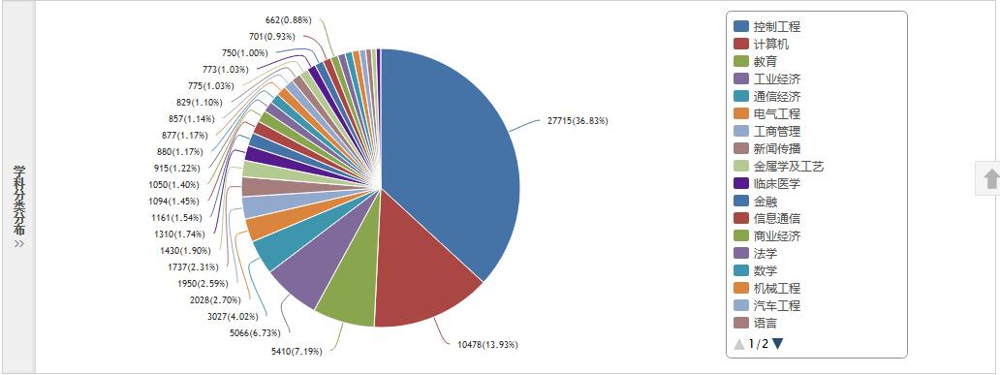 学科分类分布 >>
662(0.88%)
701(0.93%)
750(1.00%)
773(1.03%)
775(1.03%)
829(1.10%)
857(1.14%)
877(1.17%)
880(1.17%)
915(1.22%)
1050(1.40%)
1094(1.45%)
1161(1.54%)
1310(1.74%)
1430(1.90%)
1737(2.31%)
1950(2.59%)
2028(2.70%)
3027(4.02%)
5066(6.73%)
5410(7.19%)
10478(13.93%)
27715(36.83%)
控制工程
计算机
教育
工业经济
通信经济
电气工程
工商管理
新闻传播
金属学及工艺
临床医学
金融
信息通信
商业经济
法学
数学
机械工程
汽车工程
语言
1/2